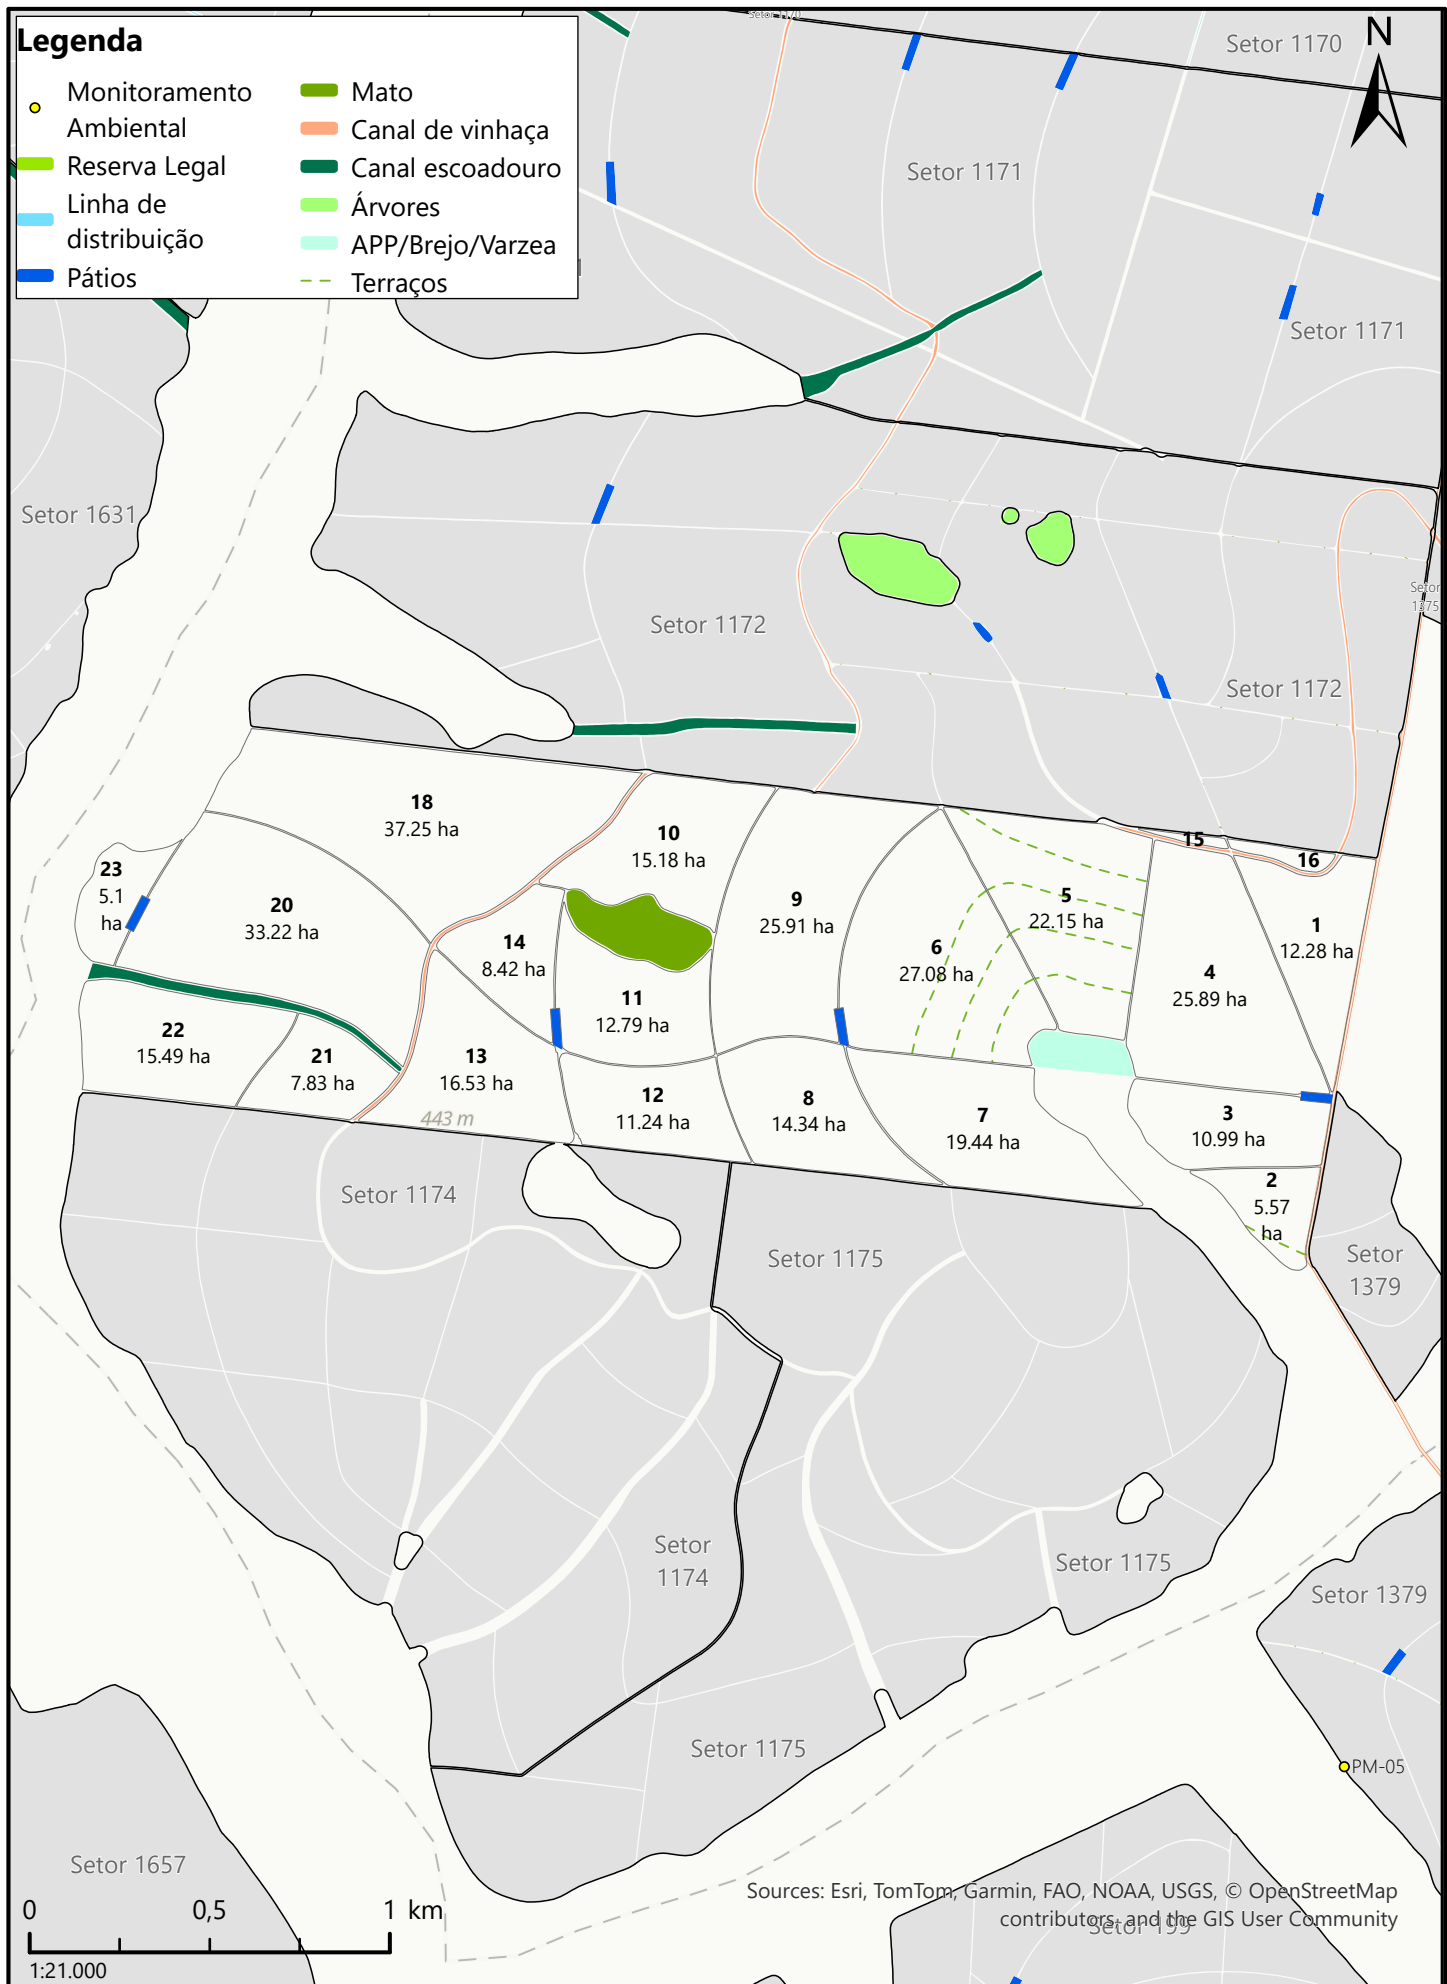 Legenda
Monitoramento
Ambiental
Reserva Legal
Linha de
distribuição
Pátios
Mato
Canal de vinhaça
Canal escoadouro
Árvores
APP/Brejo/Varzea
Terraços
N
Setor 1170
Setor 1170
Setor 1171
Setor 1171
Setor 1631
Setor 1172
Setor
1375
Setor 1172
18
37.25 ha
10
15.18 ha
15
16
23
5.1
ha
20
33.22 ha
9
25.91 ha
5
22.15 ha
14
8.42 ha
6
27.08 ha
1
12.28 ha
4
25.89 ha
11
12.79 ha
22
15.49 ha
21
7.83 ha
13
16.53 ha
443 m
12
11.24 ha
8
14.34 ha
7
19.44 ha
3
10.99 ha
2
5.57
ha
Setor 1174
Setor 1175
Setor
1379
Setor
1174
Setor 1175
Setor 1379
Setor 1175
PM-05
Setor 1657
Sources: Esri, TomTom, Garmin, FAO, NOAA, USGS, © OpenStreetMap
contributors, and the GIS User Community
Setor 199
0 0,5 1 km
1:21.000